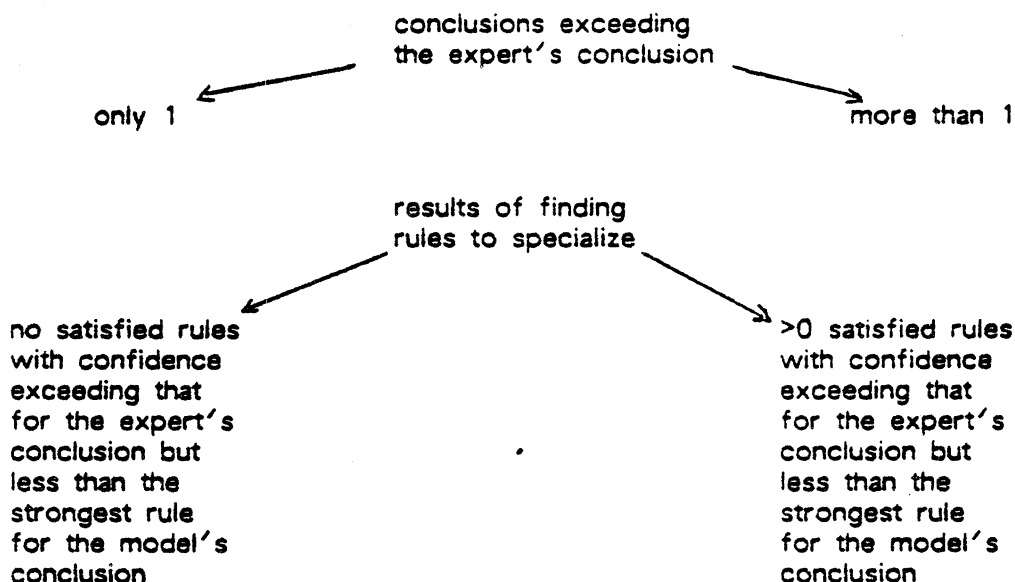 conclusions exceeding
the expert's conclusion
only 1
more than 1
results of finding
rules to specialize
no satisfied rules
with confidence
exceeding that
for the expert's
conclusion but
less than the
strongest rule
for the model's
conclusion
>0 satisfied rules
with confidence
exceeding that
for the expert's
conclusion but
less than the
strongest rule
for the model's
conclusion